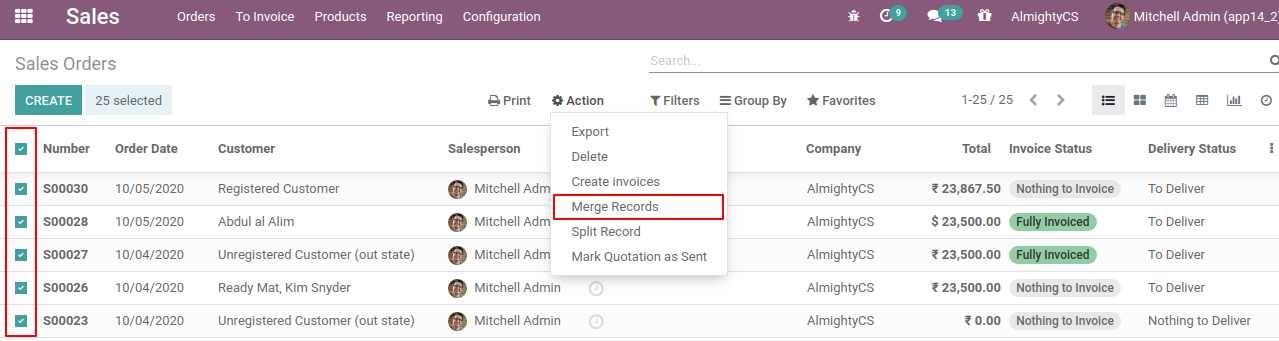 Sales Orders To Invoice Products Reporting Configuration 9 13 AlmightyCS Mitchell Admin (app14_2)
Sales Orders Search...
CREATE 25 selected Print Action Filters Group By Favorites 1-25 / 25
Export
Delete
Create invoices
Merge Records
Split Record
Mark Quotation as Sent
Number Order Date Customer Salesperson Company Total Invoice Status Delivery Status
S00030 10/05/2020 Registered Customer Mitchell Admin AlmightyCS ₹ 23,867.50 Nothing to Invoice To Deliver
S00028 10/05/2020 Abdul al Alim Mitchell Admin AlmightyCS $ 23,500.00 Fully Invoiced To Deliver
S00027 10/04/2020 Unregistered Customer (out state) Mitchell Admin AlmightyCS ₹ 23,500.00 Fully Invoiced To Deliver
S00026 10/04/2020 Ready Mat, Kim Snyder Mitchell Admin AlmightyCS ₹ 23,500.00 Nothing to Invoice To Deliver
S00023 10/04/2020 Unregistered Customer (out state) Mitchell Admin AlmightyCS ₹ 0.00 Nothing to Invoice Nothing to Deliver